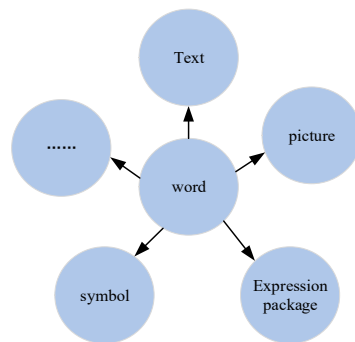 Text
picture
......
word
symbol
Expression
package